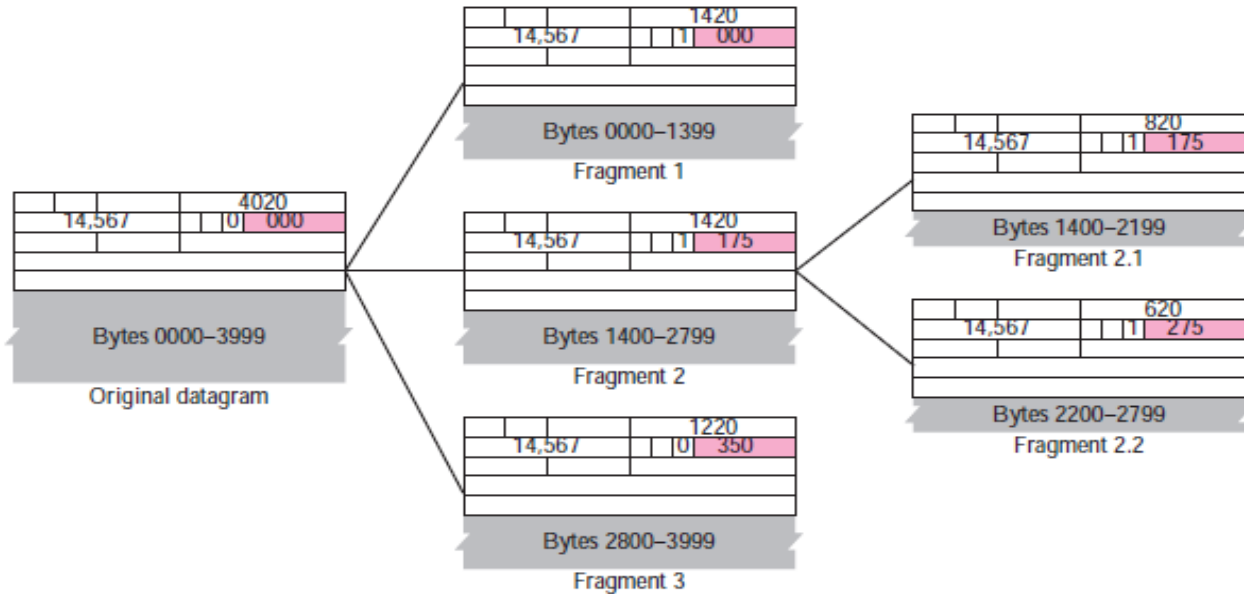 4020
14,567 0 000
Bytes 0000–3999
Original datagram
1420
14,567 1 000
Bytes 0000–1399
Fragment 1
1420
14,567 1 175
Bytes 1400–2799
Fragment 2
1220
14,567 0 350
Bytes 2800–3999
Fragment 3
820
14,567 1 175
Bytes 1400–2199
Fragment 2.1
620
14,567 1 275
Bytes 2200–2799
Fragment 2.2